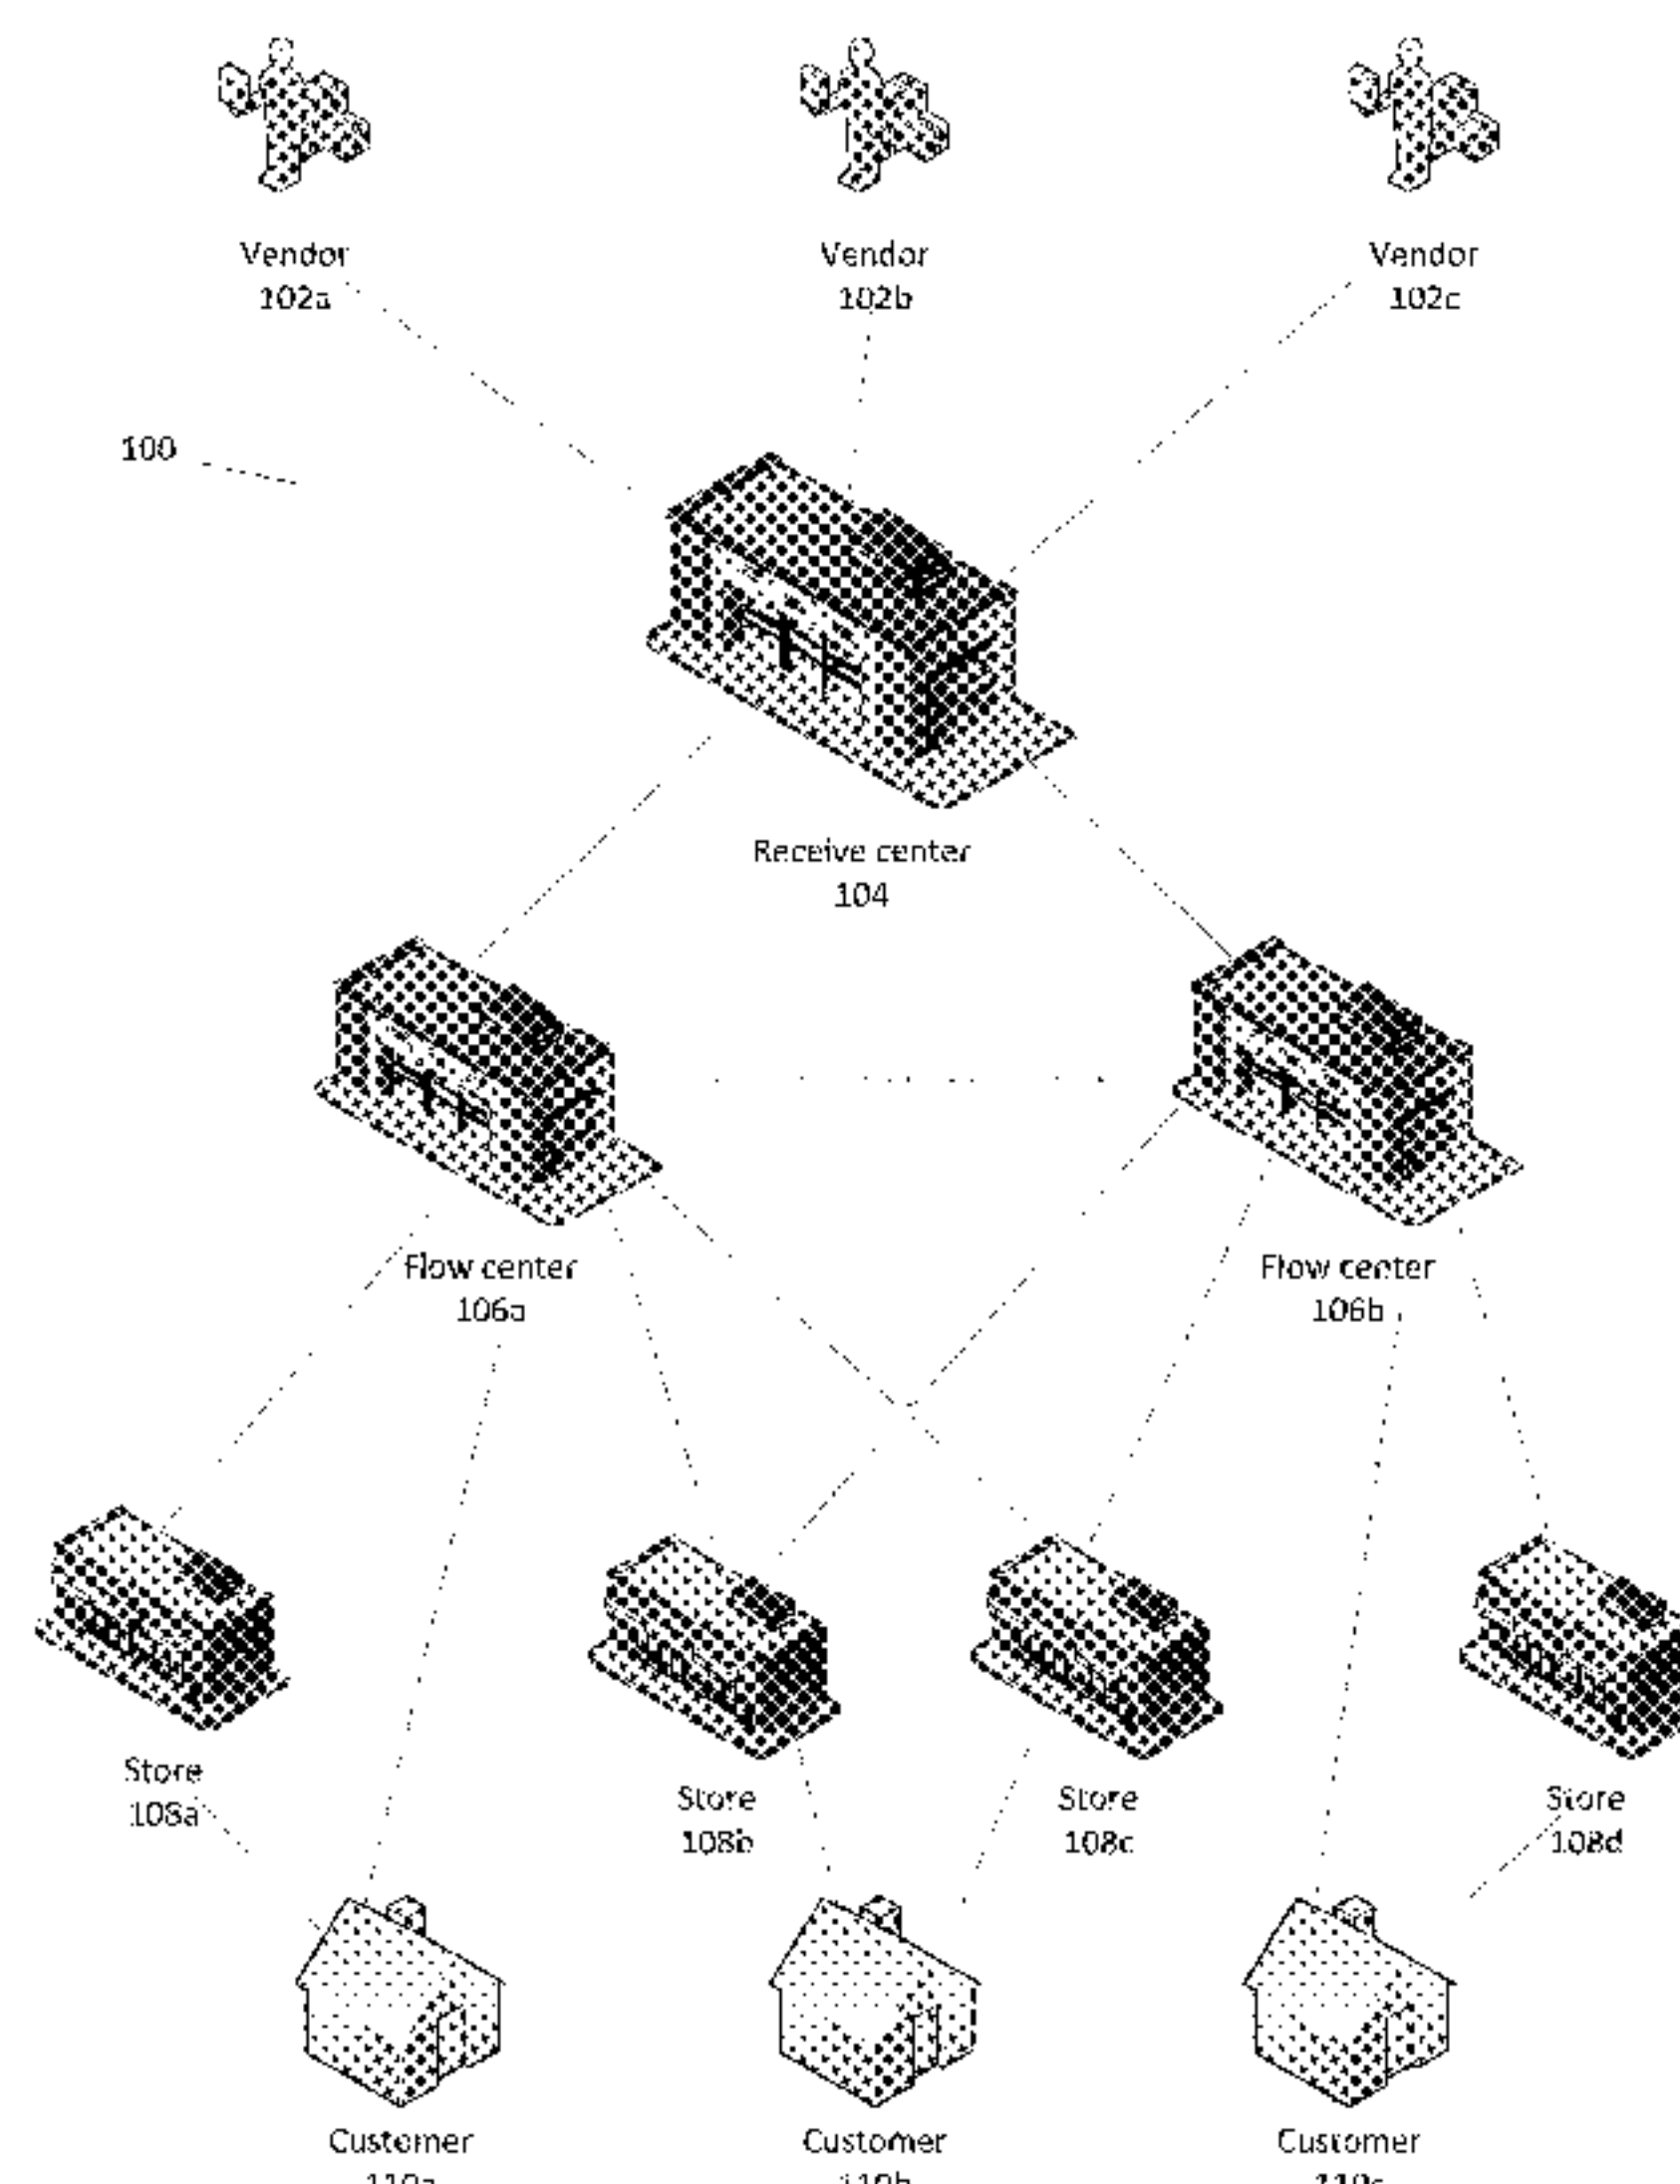 Vendor
102a
Vendor
102b
Vendor
102c
100
Receive center
104
Flow center
106a
Flow center
106b
Store
108a
Store
108b
Store
108c
Store
108d
Customer
Customer
Customer